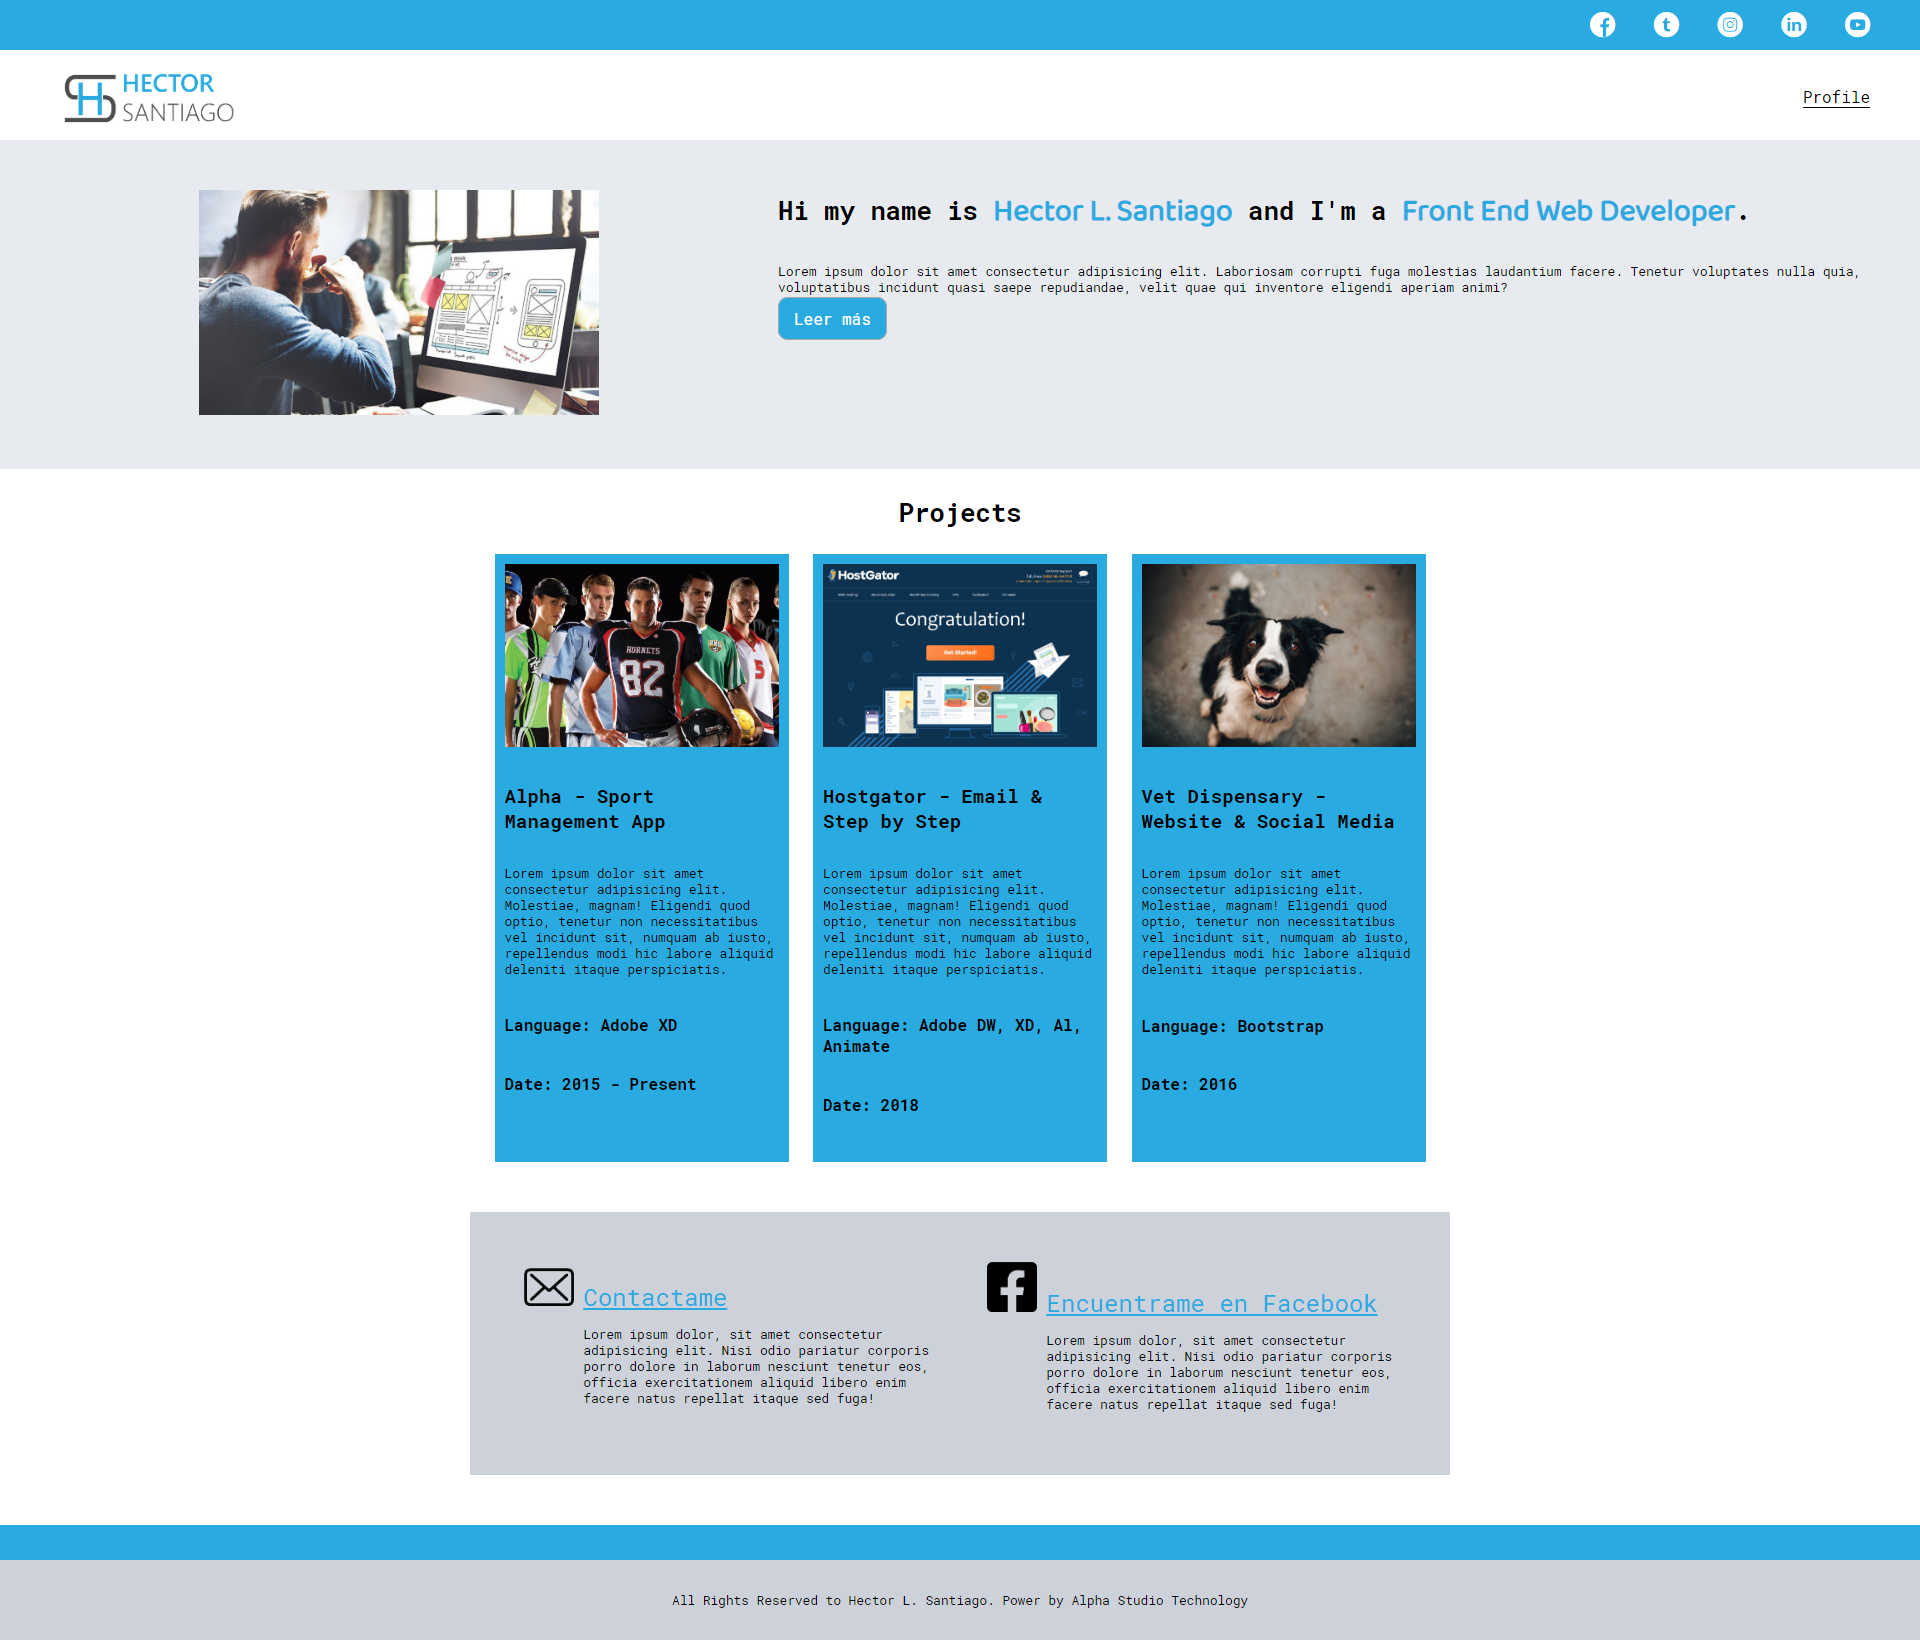 HECTOR
SANTIAGO
Profile
Hi my name is Hector L. Santiago and I'm a Front End Web Developer.
Lorem ipsum dolor sit amet consectetur adipisicing elit. Laboriosam corrupti fuga molestias laudantium facere. Tenetur voluptates nulla quia,
voluptatibus incidunt quasi saepe repudiandae, velit quae qui inventore eligendi aperiam animi?
Leer más
Projects
HORNETS
82
5
HostGator
Congratulation!
Get Started!
Alpha - Sport
Management App
Lorem ipsum dolor sit amet
consectetur adipisicing elit.
Molestiae, magnam! Eligendi quod
optio, tenetur non necessitatibus
vel incidunt sit, numquam ab iusto,
repellendus modi hic labore aliquid
deleniti itaque perspiciatis.
Language: Adobe XD
Date: 2015 - Present
Hostgator - Email &
Step by Step
Lorem ipsum dolor sit amet
consectetur adipisicing elit.
Molestiae, magnam! Eligendi quod
optio, tenetur non necessitatibus
vel incidunt sit, numquam ab iusto,
repellendus modi hic labore aliquid
deleniti itaque perspiciatis.
Language: Adobe DW, XD, Al,
Animate
Date: 2018
Vet Dispensary -
Website & Social Media
Lorem ipsum dolor sit amet
consectetur adipisicing elit.
Molestiae, magnam! Eligendi quod
optio, tenetur non necessitatibus
vel incidunt sit, numquam ab iusto,
repellendus modi hic labore aliquid
deleniti itaque perspiciatis.
Language: Bootstrap
Date: 2016
Contactame
Lorem ipsum dolor, sit amet consectetur
adipisicing elit. Nisi odio pariatur corporis
porro dolore in laborum nesciunt tenetur eos,
officia exercitationem aliquid libero enim
facere natus repellat itaque sed fuga!
Encuentrame en Facebook
Lorem ipsum dolor, sit amet consectetur
adipisicing elit. Nisi odio pariatur corporis
porro dolore in laborum nesciunt tenetur eos,
officia exercitationem aliquid libero enim
facere natus repellat itaque sed fuga!
All Rights Reserved to Hector L. Santiago. Power by Alpha Studio Technology